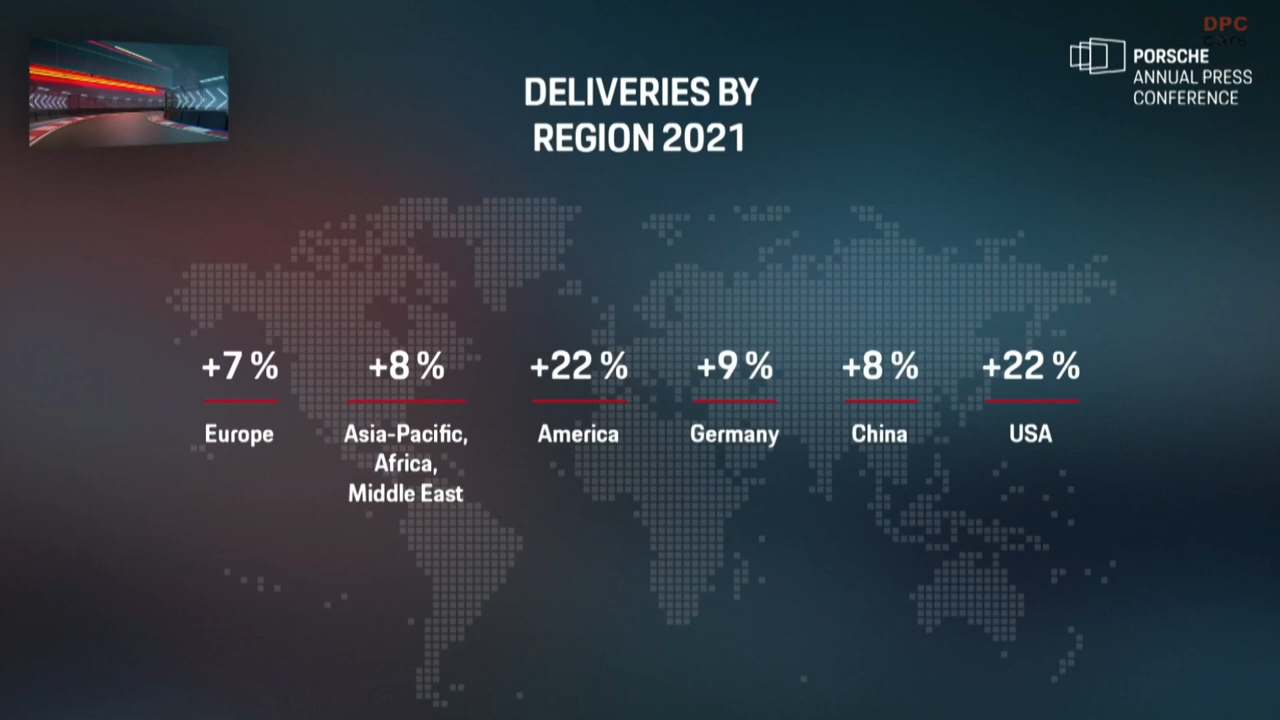 DPC
cars
PORSCHE
ANNUAL PRESS
CONFERENCE
DELIVERIES BY
REGION 2021
+7 %
+8 %
+22 %
+9 %
+8 %
+22 %
Europe
Asia-Pacific,
Africa,
Middle East
America
Germany
China
USA